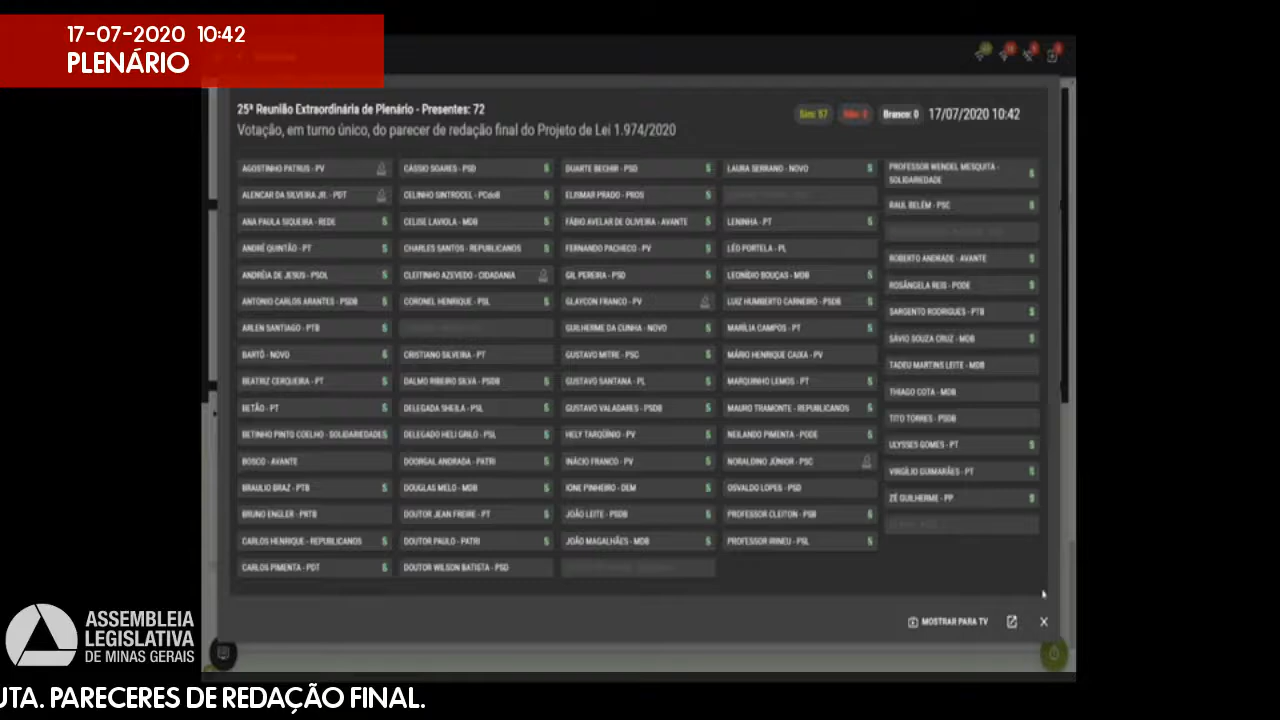 17-07-2020 10:42
PLENÁRIO
25ª Reunião Extraordinária de Plenário - Presentes: 72
Sim: 57
Branco: 0
17/07/2020 10:42
Votação, em turno único, do parecer de redação final do Projeto de Lei 1.974/2020
AGOSTINHO PATRUS - PV
ALENCAR DA SILVEIRA JR. - PDT
ANA PAULA SIQUEIRA - REDE S
ANDRÉ QUINTÃO - PT S
ANDRÉIA DE JESUS - PSOL S
ANTONIO CARLOS ARANTES - PSDB S
ARLEN SANTIAGO - PTB S
BARTÔ - NOVO S
BEATRIZ CERQUEIRA - PT S
BETÃO - PT S
BETINHO PINTO COELHO - SOLIDARIEDADE S
BOSCO - AVANTE
BRAULIO BRAZ - PTB S
BRUNO ENGLER - PRTB
CARLOS HENRIQUE - REPUBLICANOS S
CARLOS PIMENTA - PDT S
CÁSSIO SOARES - PSD S
CELINHO SINTROCEL - PCdoB S
CELISE LAVIOLA - MDB S
CHARLES SANTOS - REPUBLICANOS S
CLEITINHO AZEVEDO - CIDADANIA
CORONEL HENRIQUE - PSL S
CRISTIANO SILVEIRA - PT
DALMO RIBEIRO SILVA - PSDB S
DELEGADA SHEILA - PSL S
DELEGADO HELI GRILO - PSL S
DOORGAL ANDRADA - PATRI S
DOUGLAS MELO - MDB S
DOUTOR JEAN FREIRE - PT S
DOUTOR PAULO - PATRI S
DOUTOR WILSON BATISTA - PSD
DUARTE BECHIR - PSD S
ELISMAR PRADO - PROS S
FÁBIO AVELAR DE OLIVEIRA - AVANTE S
FERNANDO PACHECO - PV S
GIL PEREIRA - PSD S
GLAYCON FRANCO - PV
GUILHERME DA CUNHA - NOVO S
GUSTAVO MITRE - PSC S
GUSTAVO SANTANA - PL S
GUSTAVO VALADARES - PSDB S
HELY TARQÜÍNIO - PV S
INÁCIO FRANCO - PV S
IONE PINHEIRO - DEM S
JOÃO LEITE - PSDB S
JOÃO MAGALHÃES - MDB S
LAURA SERRANO - NOVO S
LENINHA - PT S
LÉO PORTELA - PL
LEONÍDIO BOUÇAS - MDB S
LUIZ HUMBERTO CARNEIRO - PSDB S
MARÍLIA CAMPOS - PT S
MÁRIO HENRIQUE CAIXA - PV
MARQUINHO LEMOS - PT S
MAURO TRAMONTE - REPUBLICANOS S
NEILANDO PIMENTA - PODE S
NORALDINO JÚNIOR - PSC
OSVALDO LOPES - PSD
PROFESSOR CLEITON - PSB S
PROFESSOR IRINEU - PSL S
PROFESSOR WENDEL MESQUITA -
SOLIDARIEDADE S
RAUL BELÉM - PSC S
ROBERTO ANDRADE - AVANTE S
ROSÂNGELA REIS - PODE S
SARGENTO RODRIGUES - PTB S
SÁVIO SOUZA CRUZ - MDB S
TADEU MARTINS LEITE - MDB
THIAGO COTA - MDB
TITO TORRES - PSDB
ULYSSES GOMES - PT S
VIRGÍLIO GUIMARÃES - PT S
ZÉ GUILHERME - PP S
MOSTRAR PARA TV
ASSEMBLEIA
LEGISLATIVA
DE MINAS GERAIS
UTA. PARECERES DE REDAÇÃO FINAL.